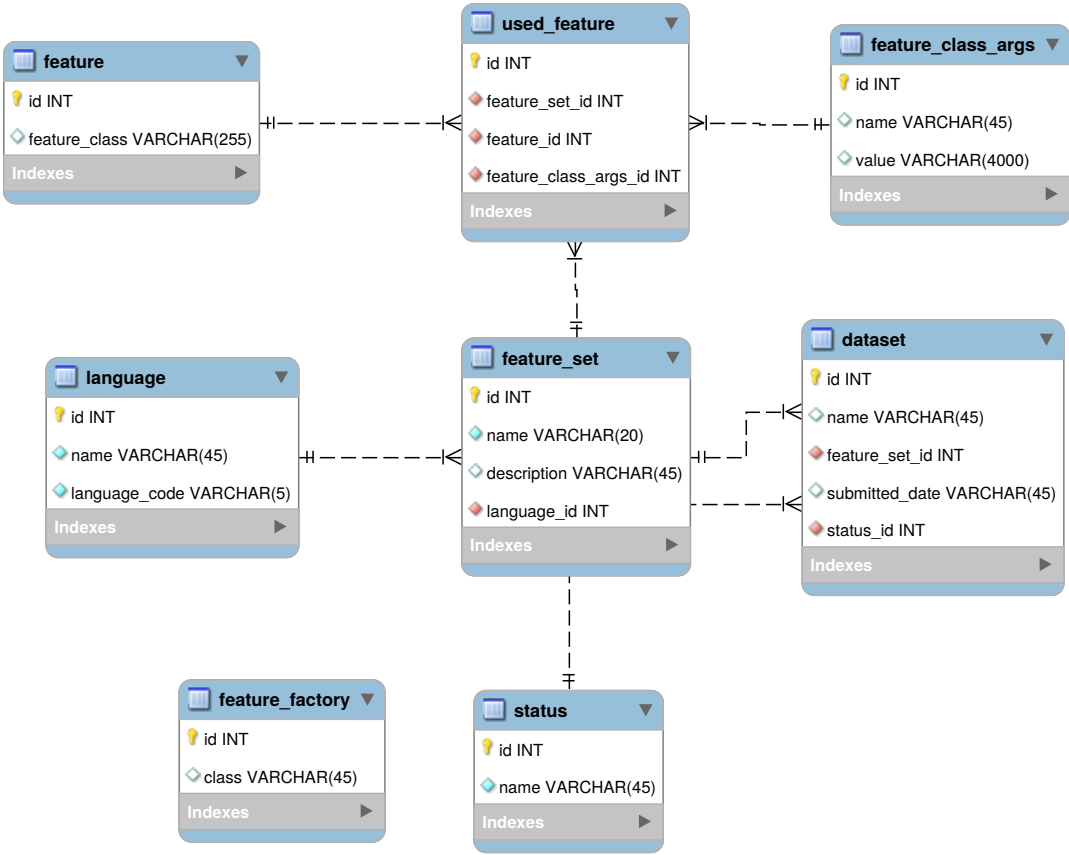 feature
id INT
feature_class VARCHAR(255)
Indexes
used_feature
id INT
feature_set_id INT
feature_id INT
feature_class_args_id INT
Indexes
feature_class_args
id INT
name VARCHAR(45)
value VARCHAR(4000)
Indexes
language
id INT
name VARCHAR(45)
language_code VARCHAR(5)
Indexes
feature_set
id INT
name VARCHAR(20)
description VARCHAR(45)
language_id INT
Indexes
dataset
id INT
name VARCHAR(45)
feature_set_id INT
submitted_date VARCHAR(45)
status_id INT
Indexes
feature_factory
id INT
class VARCHAR(45)
Indexes
status
id INT
name VARCHAR(45)
Indexes